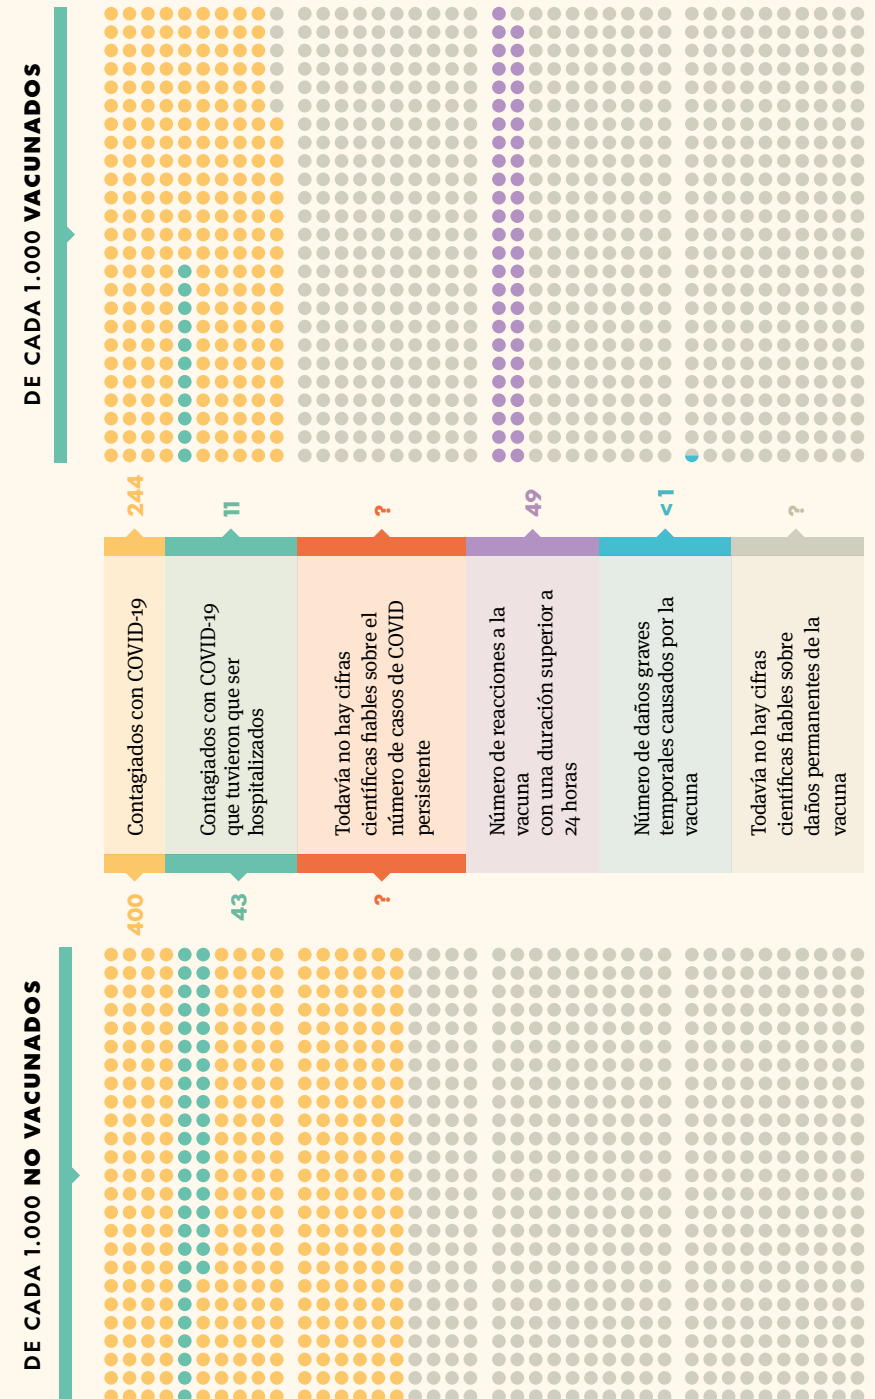 DE CADA 1.000 NO VACUNADOS
DE CADA 1.000 VACUNADOS
400
Contagiados con COVID-19
244
43
Contagiados con COVID-19
que tuvieron que ser
hospitalizados
11
?
Todavía no hay cifras
científicas fiables sobre el
número de casos de COVID
persistente
?
Número de reacciones a la
vacuna
con una duración superior a
24 horas
49
Número de daños graves
temporales causados por la
vacuna
<1
Todavía no hay cifras
científicas fiables sobre
daños permanentes de la
vacuna
?